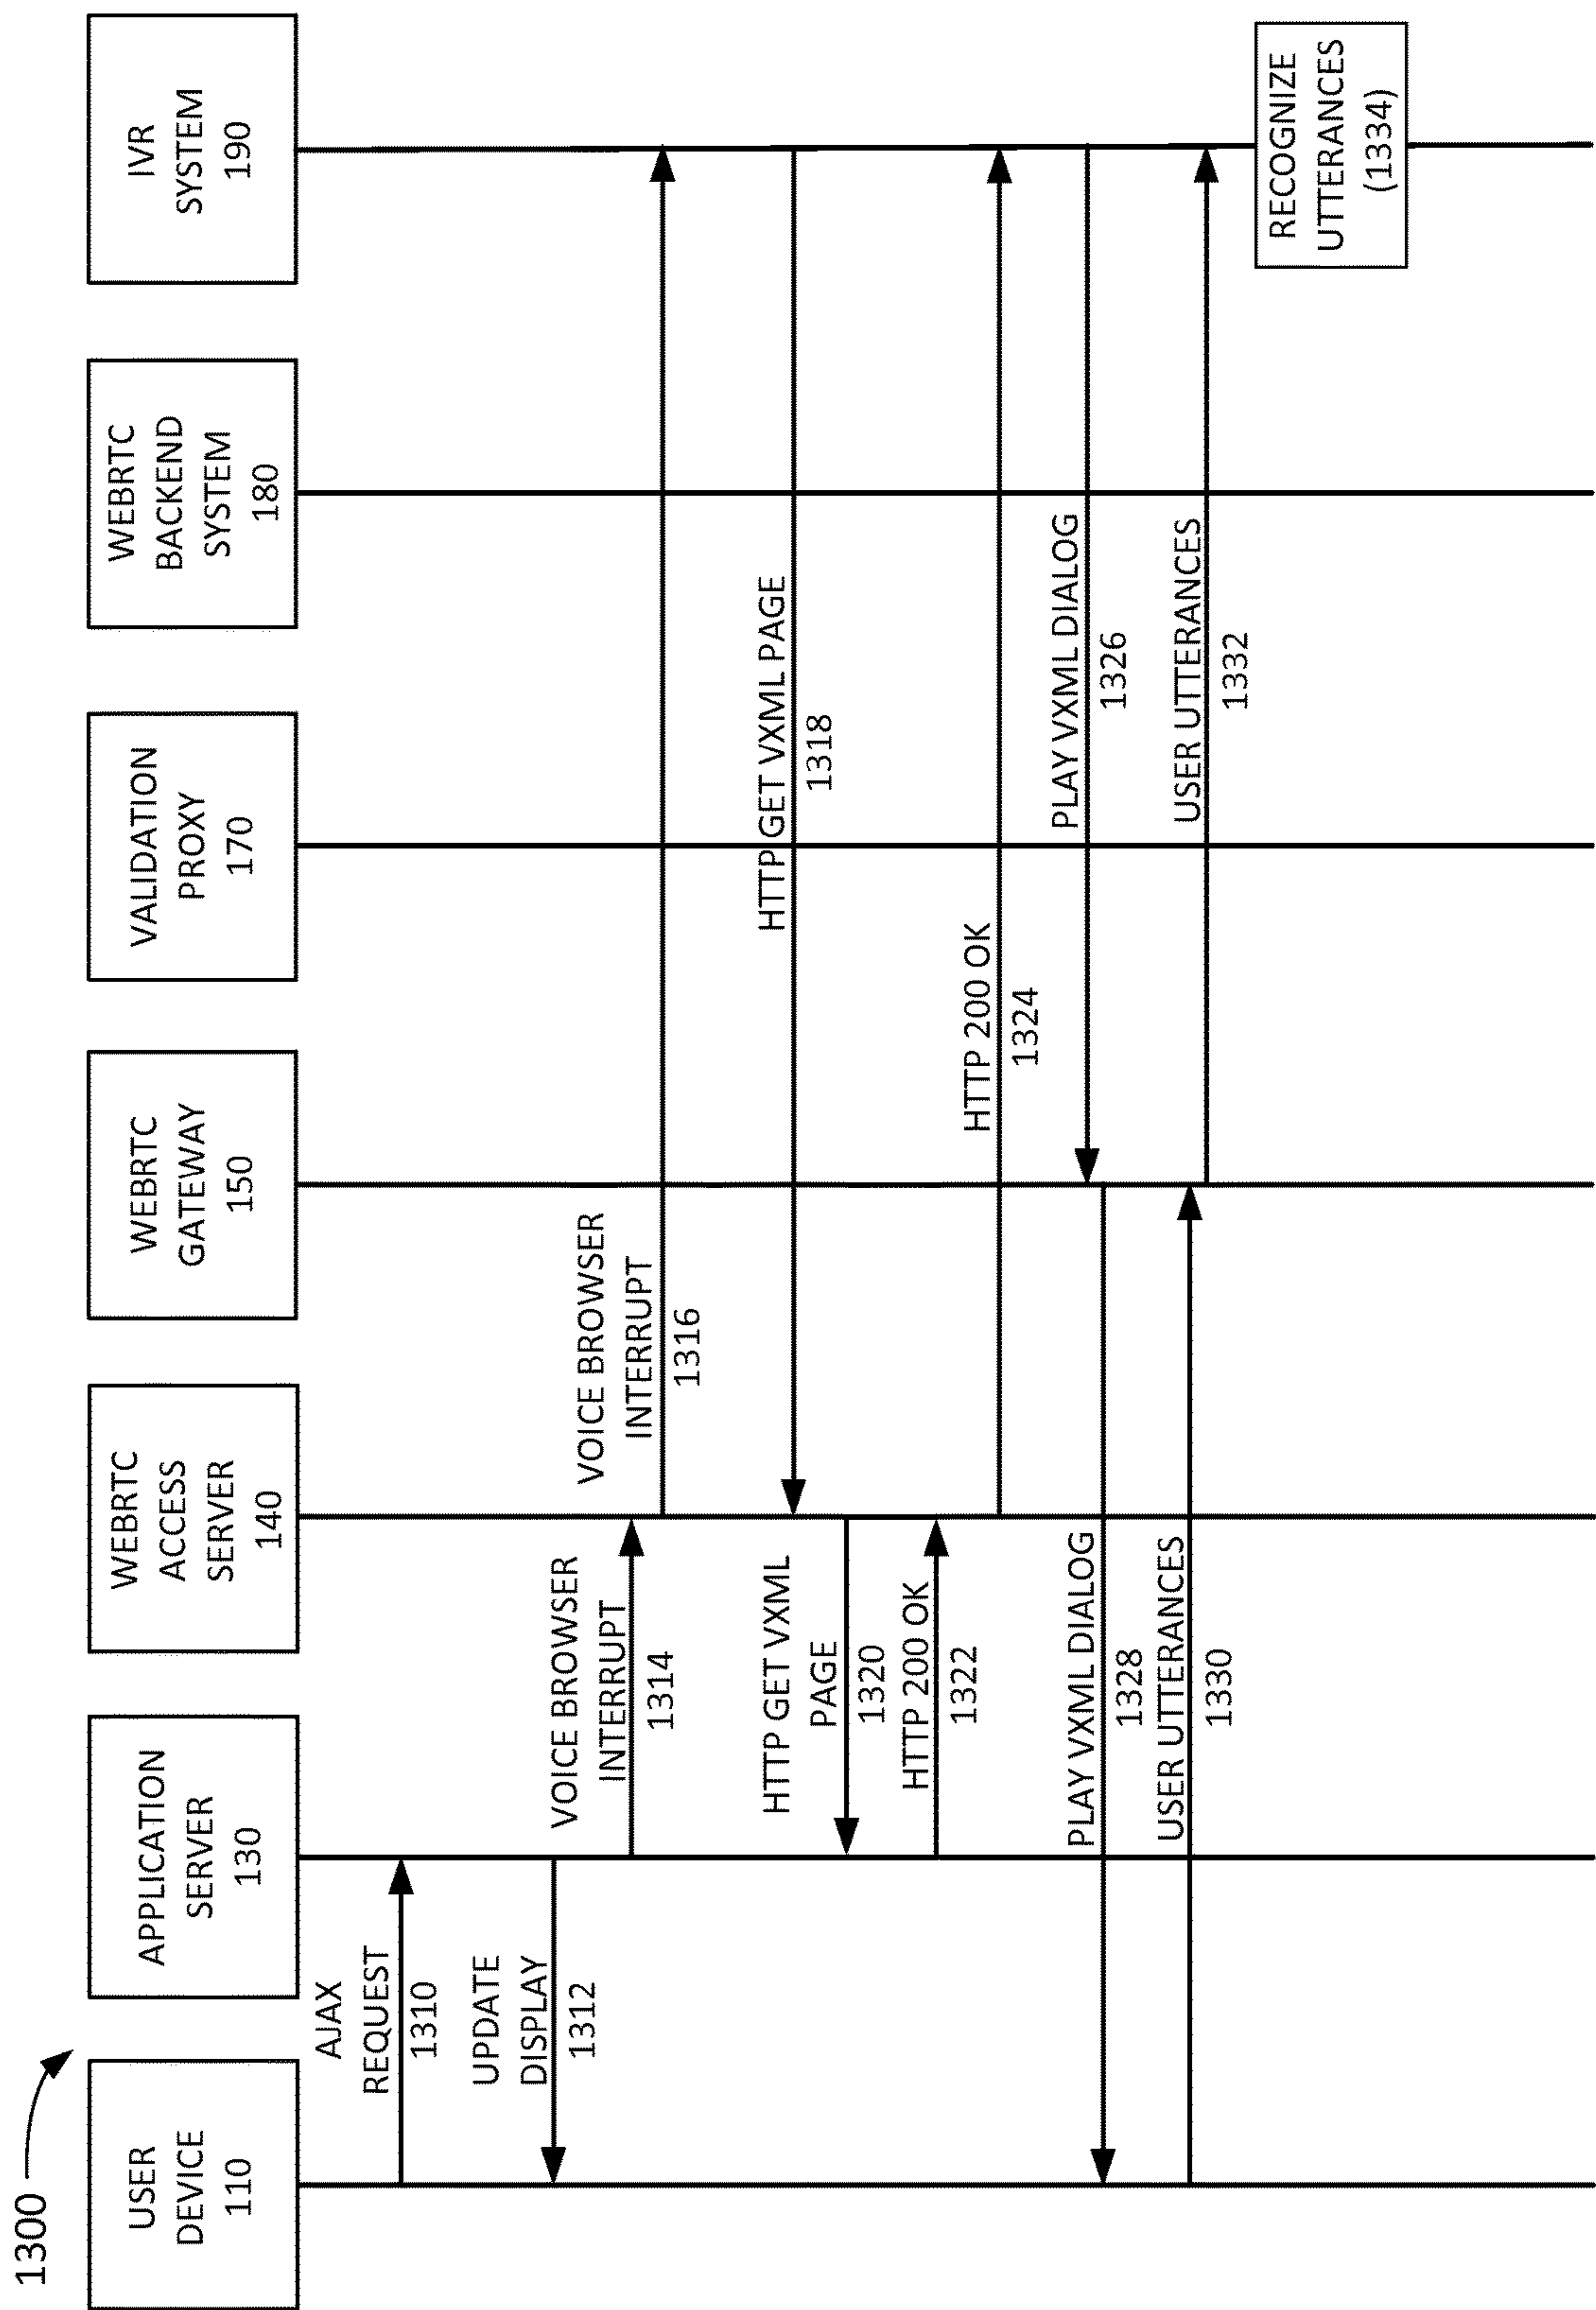 1300
USER
DEVICE
110
APPLICATION
SERVER
130
WEBRTC
ACCESS
SERVER
140
WEBRTC
GATEWAY
150
VALIDATION
PROXY
170
WEBRTC
BACKEND
SYSTEM
180
IVR
SYSTEM
190
AJAX
REQUEST
1310
UPDATE
DISPLAY
1312
VOICE BROWSER
INTERRUPT
1314
VOICE BROWSER
INTERRUPT
1316
HTTP GET VXML PAGE
1318
HTTP GET VXML
PAGE
1320
HTTP 200 OK
1322
HTTP 200 OK
1324
PLAY VXML DIALOG
1326
PLAY VXML DIALOG
1328
USER UTTERANCES
1330
USER UTTERANCES
1332
RECOGNIZE
UTTERANCES
(1334)